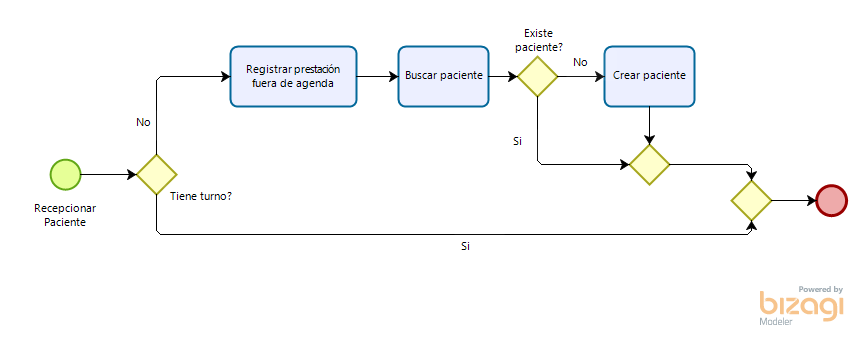 Existe
paciente?
Registrar prestación
fuera de agenda
Buscar paciente
No
Crear paciente
No
Si
Tiene turno?
Recepcionar
Paciente
Si
Powered by
bizagi
Modeler